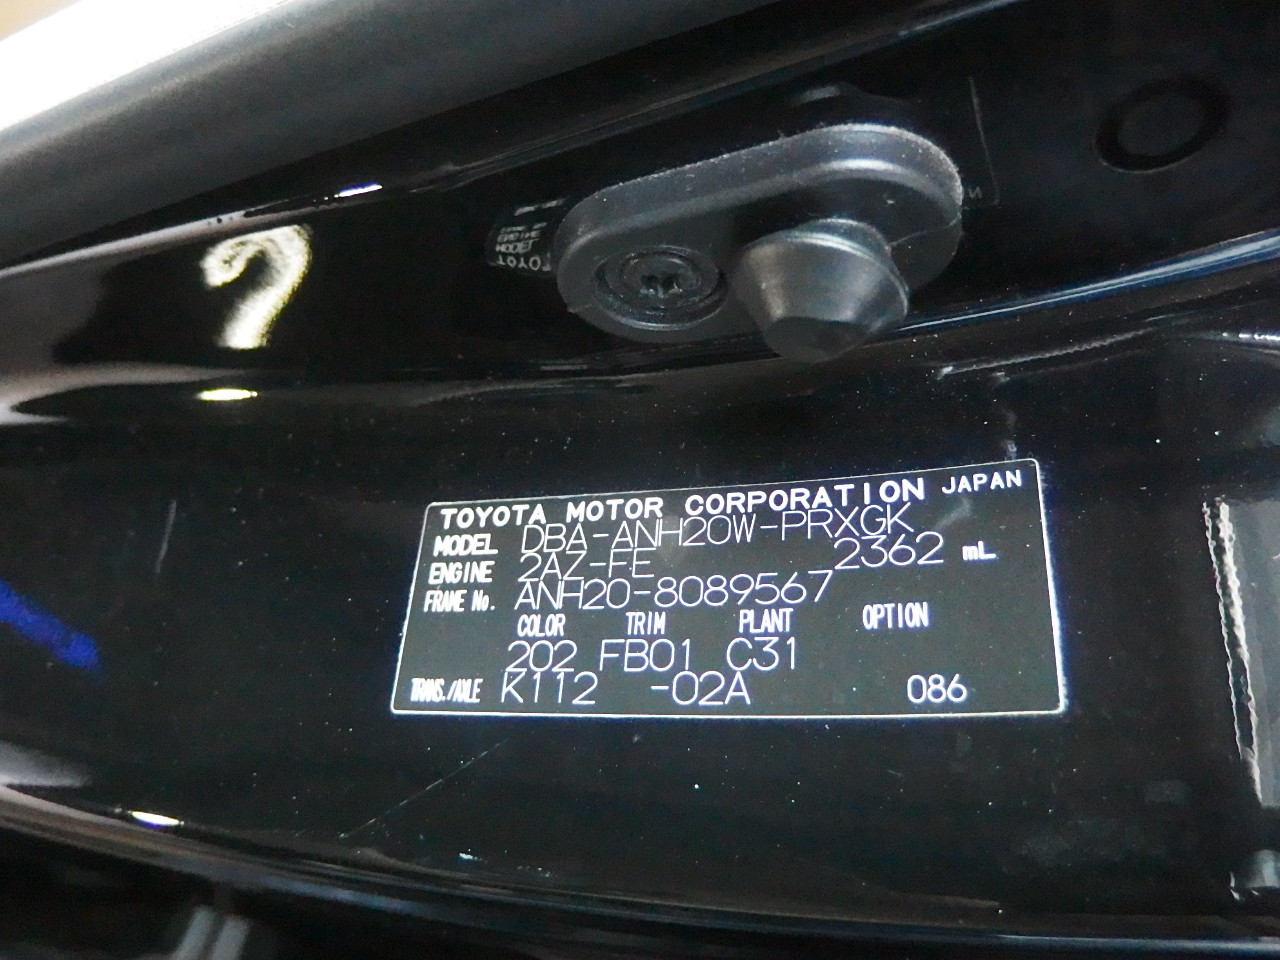 TOYOTA MOTOR CORPORATION JAPAN
MODEL DBA-ANH20W-PRXGK
ENGINE 2AZ-FE 2362 mL
FRAME No. ANH20-8089567
COLOR TRIM PLANT OPTION
202 FB01 C31
TRANS./AXLE K112 -02A 086